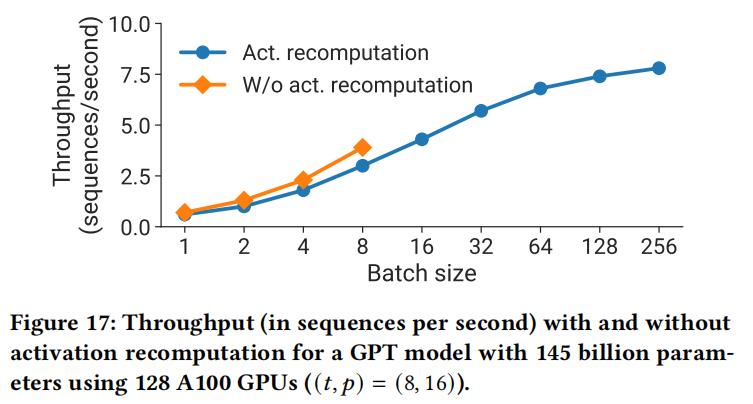 Throughput
(sequences/second)
10.0
7.5
5.0
2.5
0.0
Act. recomputation
W/o act. recomputation
1 2 4 8 16 32 64 128 256
Batch size
Figure 17: Throughput (in sequences per second) with and without
activation recomputation for a GPT model with 145 billion param-
eters using 128 A100 GPUs ((t, p) = (8, 16)).